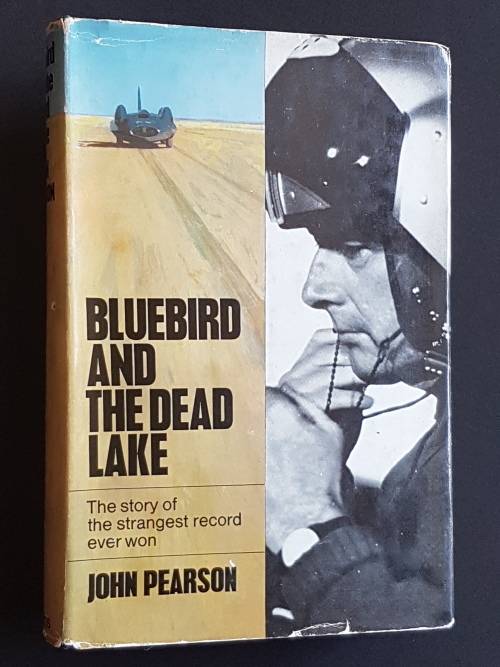 BLUEBIRD
AND
THE DEAD
LAKE
The story of
the strangest record
ever won
JOHN PEARSON